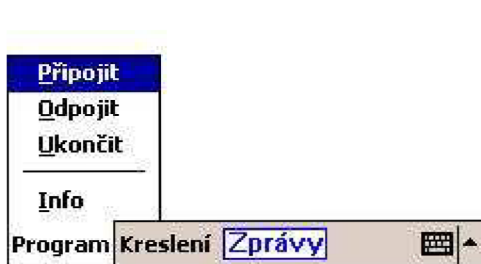 Připojit
Odpojit
Ukončit
Info
Program Kreslení Zprávy